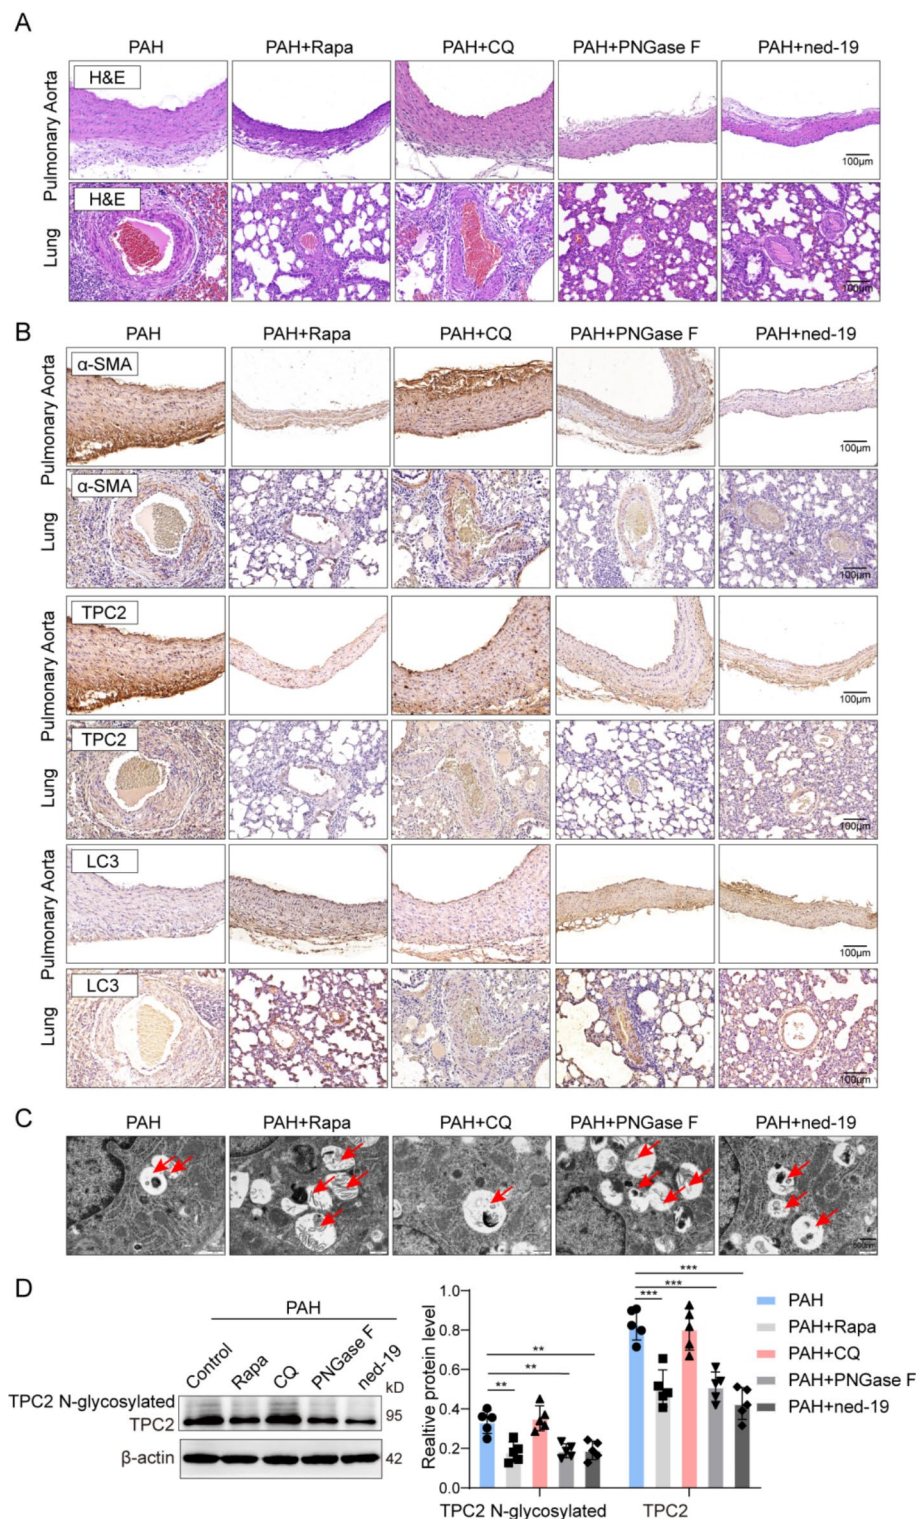 A
PAH PAH+Rapa PAH+CQ PAH+PNGase F PAH+ned-19
Pulmonary Aorta
H&E
100μm
Lung
H&E
100μm
B
PAH PAH+Rapa PAH+CQ PAH+PNGase F PAH+ned-19
Pulmonary Aorta
α-SMA
100μm
Lung
α-SMA
100μm
Pulmonary Aorta
TPC2
100μm
Lung
TPC2
100μm
Pulmonary Aorta
LC3
100μm
Lung
LC3
100μm
C
PAH PAH+Rapa PAH+CQ PAH+PNGase F PAH+ned-19
D
PAH
Control Rapa CQ PNGase F ned-19
kD
TPC2 N-glycosylated
TPC2
95
β-actin
42
Realtive protein level
1.0
0.8
0.6
0.4
0.2
0.0
**
**
**
***
***
***
TPC2 N-glycosylated TPC2
PAH
PAH+Rapa
PAH+CQ
PAH+PNGase F
PAH+ned-19